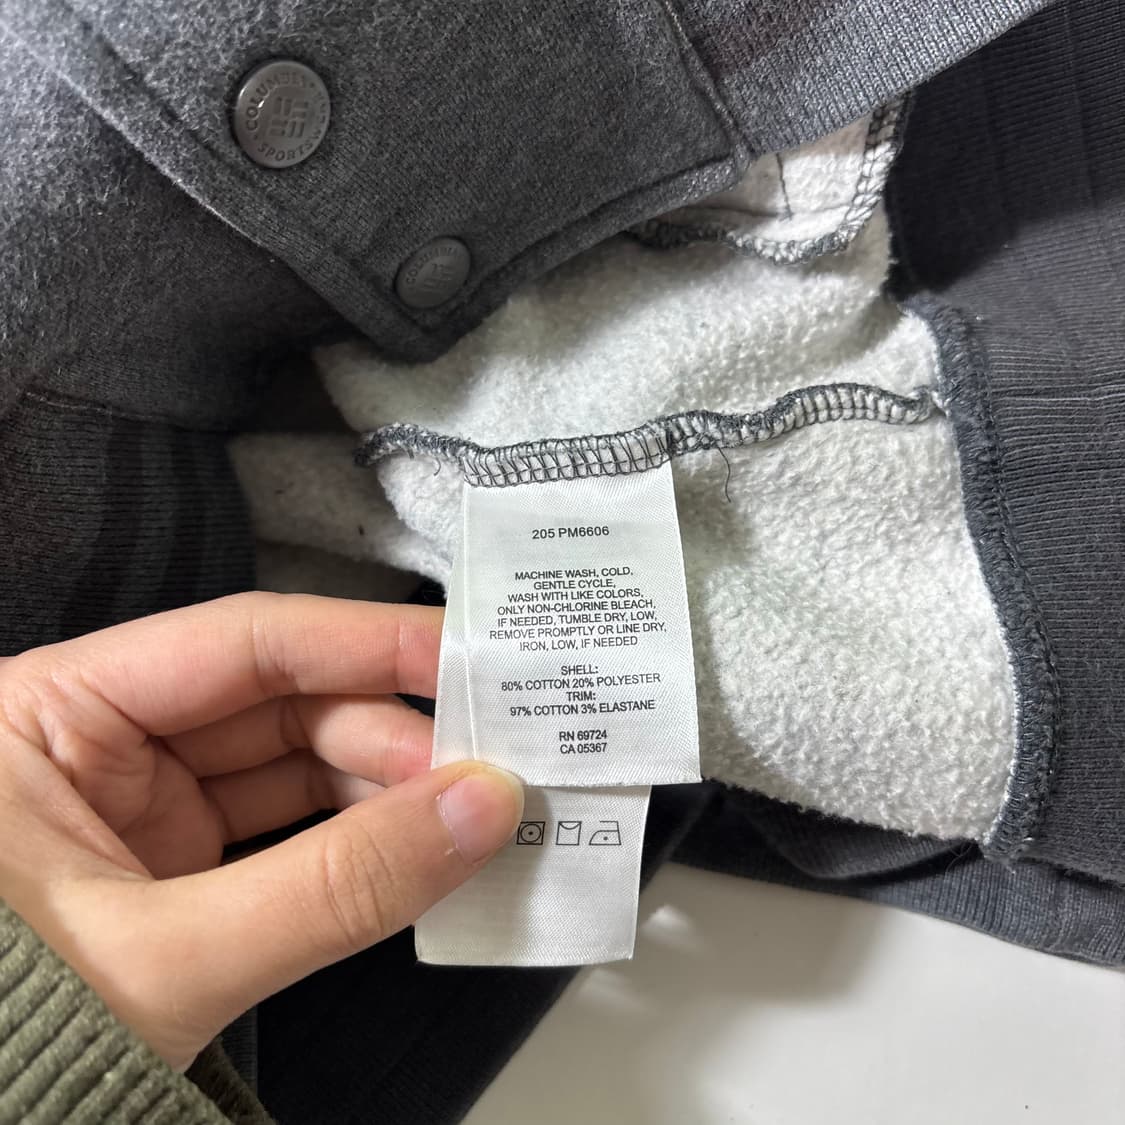 COLUMBIA
SPORTS
COLUMBIA
205 PM6606
MACHINE WASH, COLD,
GENTLE CYCLE,
WASH WITH LIKE COLORS,
ONLY NON-CHLORINE BLEACH,
IF NEEDED, TUMBLE DRY, LOW,
REMOVE PROMPTLY OR LINE DRY,
IRON, LOW, IF NEEDED
SHELL:
80% COTTON 20% POLYESTER
TRIM:
97% COTTON 3% ELASTANE
RN 69724
CA 05367